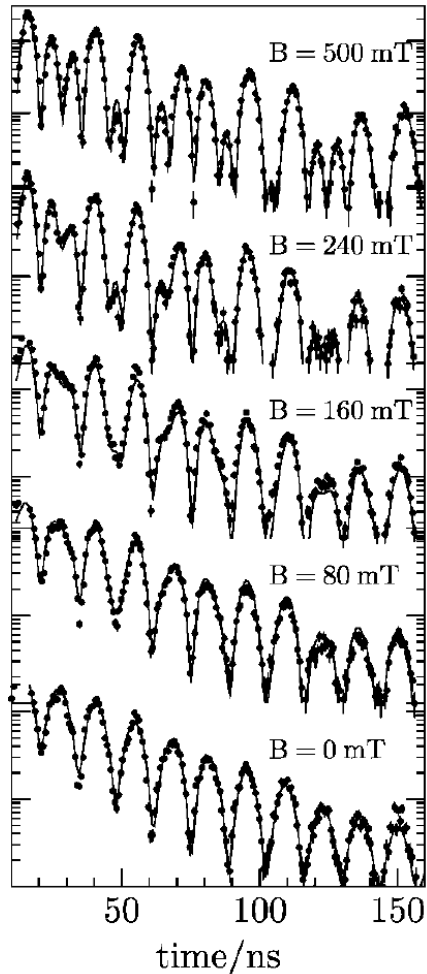 B = 500 mT
B = 240 mT
B = 160 mT
B = 80 mT
B = 0 mT
50 100 150
time/ns